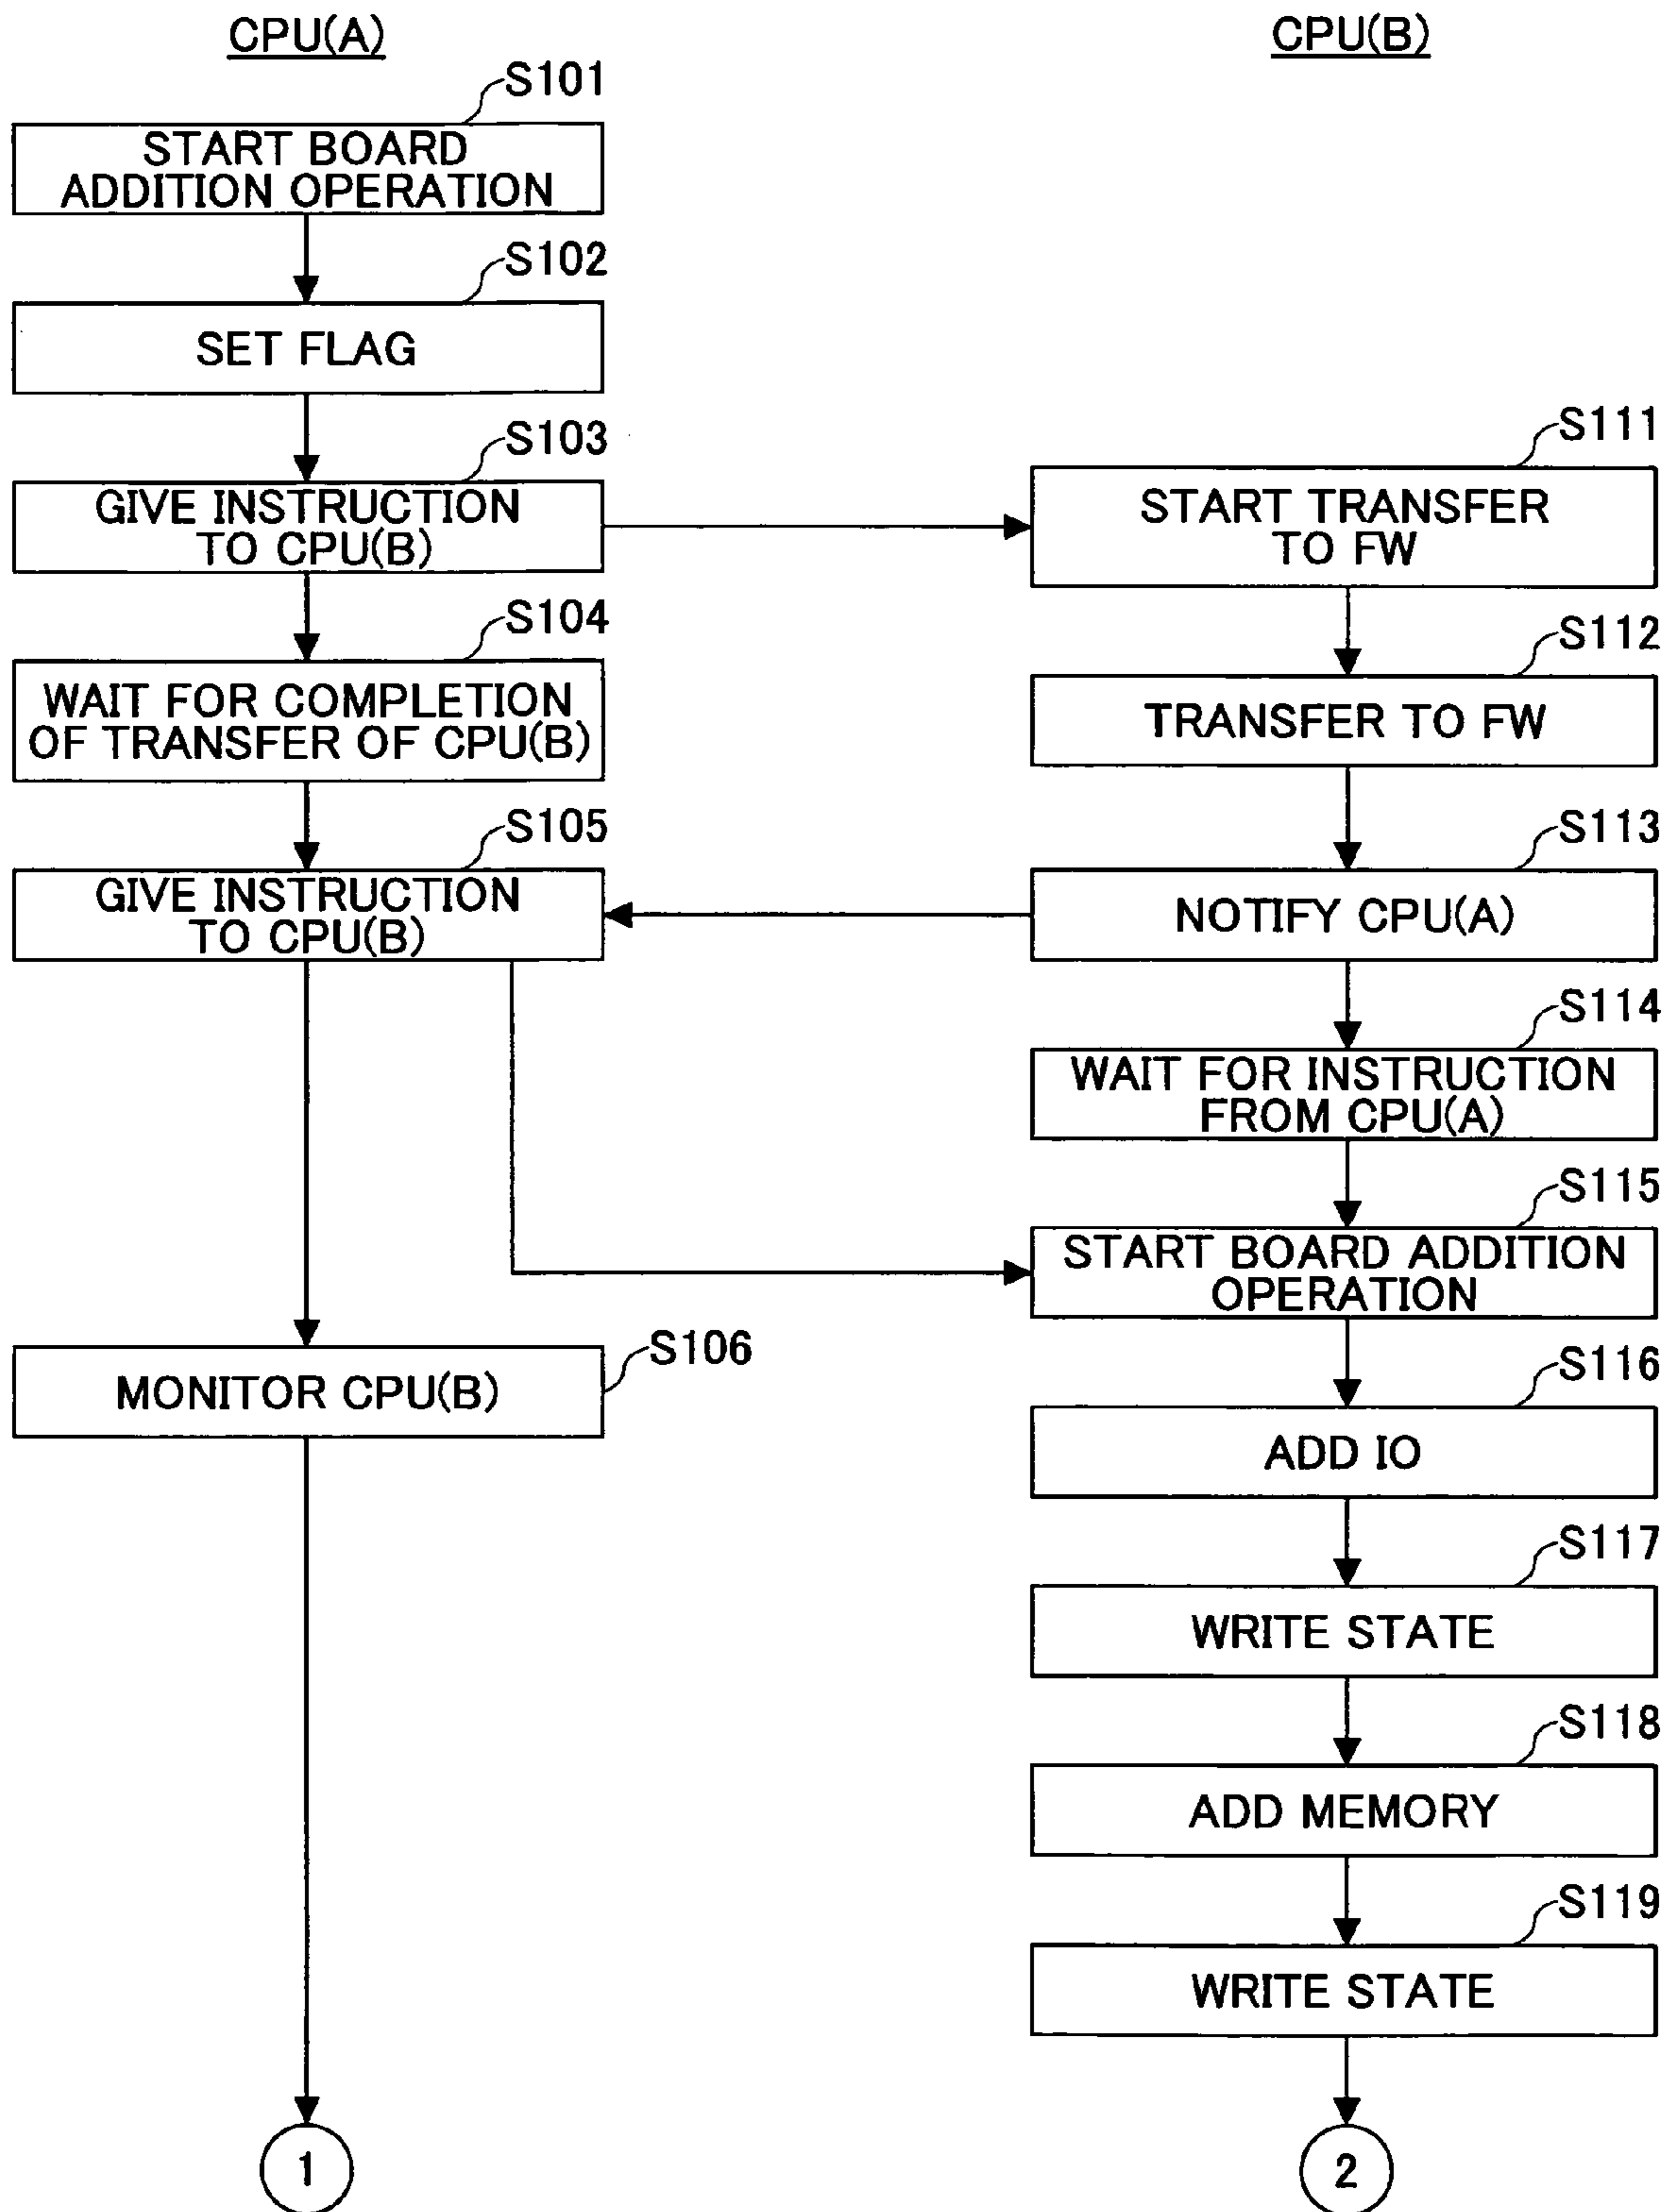 CPU(A)
CPU(B)
S101
START BOARD
ADDITION OPERATION
S102
SET FLAG
S103
GIVE INSTRUCTION
TO CPU(B)
S104
WAIT FOR COMPLETION
OF TRANSFER OF CPU(B)
S105
GIVE INSTRUCTION
TO CPU(B)
S106
MONITOR CPU(B)
1
S111
START TRANSFER
TO FW
S112
TRANSFER TO FW
S113
NOTIFY CPU(A)
S114
WAIT FOR INSTRUCTION
FROM CPU(A)
S115
START BOARD ADDITION
OPERATION
S116
ADD IO
S117
WRITE STATE
S118
ADD MEMORY
S119
WRITE STATE
2